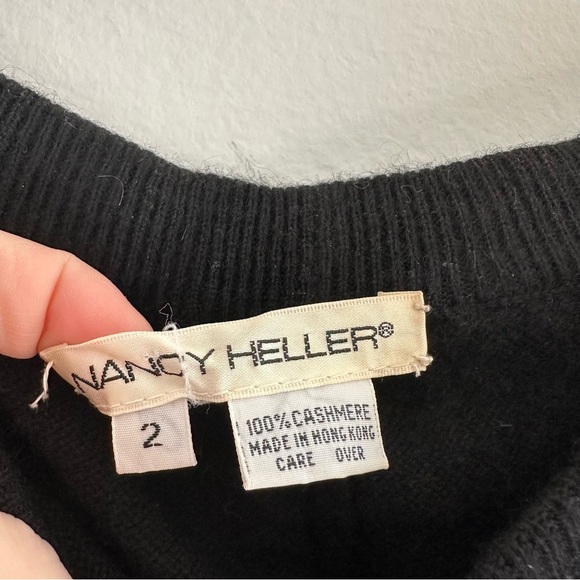 NANCY HELLER®
2
100% CASHMERE
MADE IN HONG KONG
CARE OVER